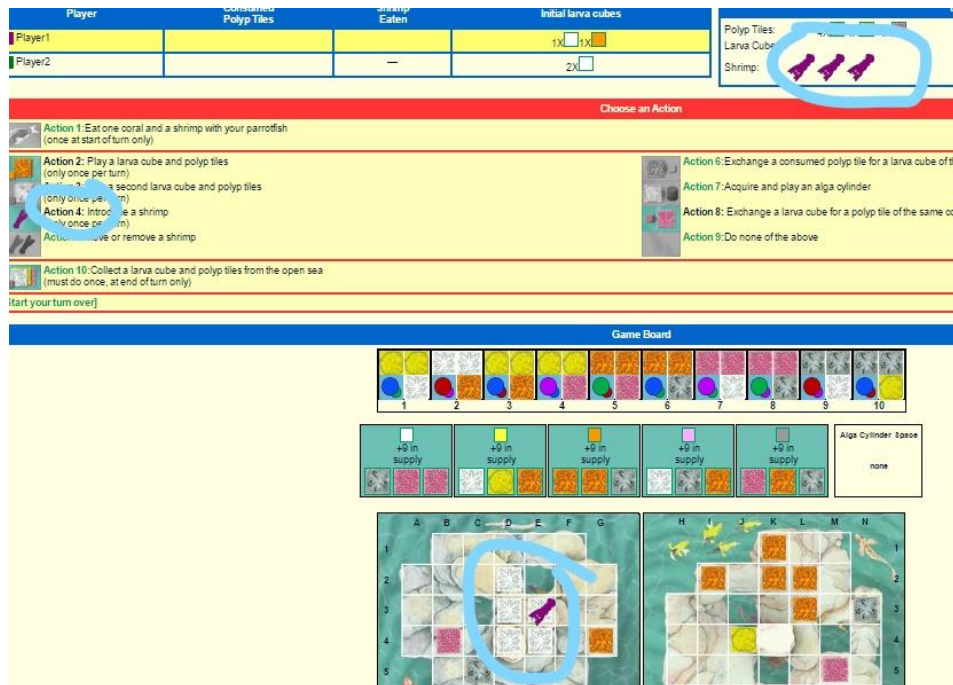 Player
Consumed
Polyp Tiles
Shrimp
Eaten
Initial larva cubes
Player1
1X 1X
Player2
—
2X
Polyp Tiles:
Larva Cube
Shrimp:
Choose an Action
Action 1:Eat one coral and a shrimp with your parrotfish
(once at start of turn only)
Action 2: Play a larva cube and polyp tiles
(only once per turn)
second larva cube and polyp tiles
(only once per turn)
Action 4: Introduce a shrimp
(only once per turn)
or remove a shrimp
Action 6:Exchange a consumed polyp tile for a larva cube of
Action 7:Acquire and play an alga cylinder
Action 8: Exchange a larva cube for a polyp tile of the same
Action 9:Do none of the above
Action 10:Collect a larva cube and polyp tiles from the open sea
(must do once, at end of turn only)
Start your turn over]
Game Board
1 2 3 4 5 6 7 8 9 10
+9 in
supply
+9 in
supply
+9 in
supply
+9 in
supply
+9 in
supply
Alga Cylinder Space
none
A B C D E F G
H I J K L M N
1 1
2 2
3 3
4 4
5 5